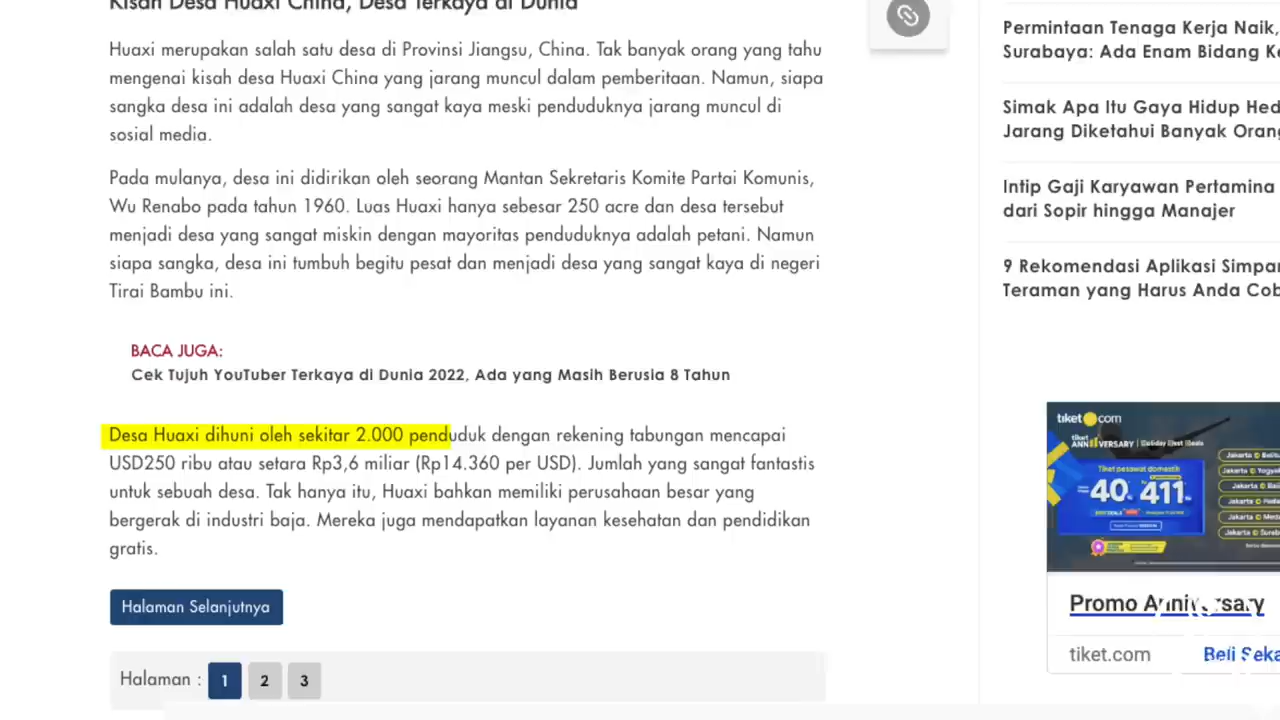 Kisah Desa Huaxi China, Desa Terkaya di Dunia
Huaxi merupakan salah satu desa di Provinsi Jiangsu, China. Tak banyak orang yang tahu
mengenai kisah desa Huaxi China yang jarang muncul dalam pemberitaan. Namun, siapa
sangka desa ini adalah desa yang sangat kaya meski penduduknya jarang muncul di
sosial media.
Pada mulanya, desa ini didirikan oleh seorang Mantan Sekretaris Komite Partai Komunis,
Wu Renabo pada tahun 1960. Luas Huaxi hanya sebesar 250 acre dan desa tersebut
menjadi desa yang sangat miskin dengan mayoritas penduduknya adalah petani. Namun
siapa sangka, desa ini tumbuh begitu pesat dan menjadi desa yang sangat kaya di negeri
Tirai Bambu ini.
BACA JUGA:
Cek Tujuh YouTuber Terkaya di Dunia 2022, Ada yang Masih Berusia 8 Tahun
Desa Huaxi dihuni oleh sekitar 2.000 penduduk dengan rekening tabungan mencapai
USD250 ribu atau setara Rp3,6 miliar (Rp14.360 per USD). Jumlah yang sangat fantastis
untuk sebuah desa. Tak hanya itu, Huaxi bahkan memiliki perusahaan besar yang
bergerak di industri baja. Mereka juga mendapatkan layanan kesehatan dan pendidikan
gratis.
Halaman Selanjutnya
Halaman : 1 2 3
Permintaan Tenaga Kerja Naik,
Surabaya: Ada Enam Bidang Ke
Simak Apa Itu Gaya Hidup Hed
Jarang Diketahui Banyak Orang
Intip Gaji Karyawan Pertamina
dari Sopir hingga Manajer
9 Rekomendasi Aplikasi Simpan
Teraman yang Harus Anda Cob
tiket.com
tiket ANNIVERSARY | Holiday Best Deals
Tiket pesawat domestik
40% 411
Promo Anniversary
tiket.com
Beli Seka